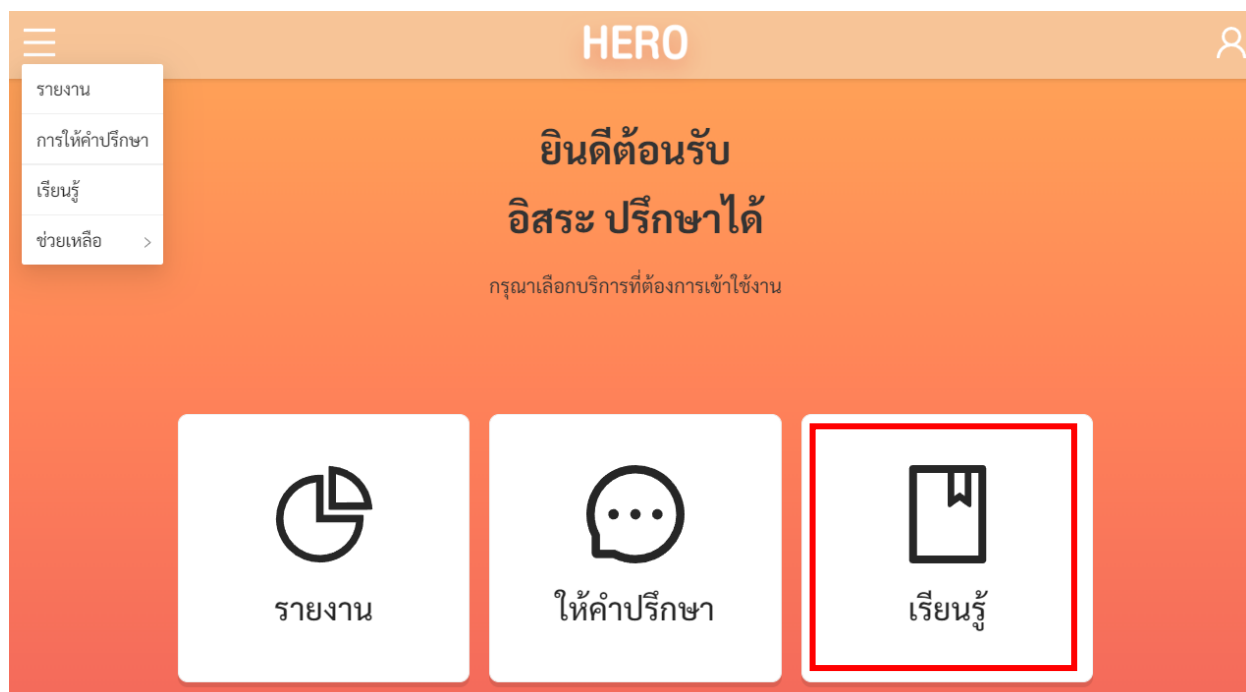 HERO
รายงาน
การให้คำปรึกษา
เรียนรู้
ช่วยเหลือ >
ยินดีต้อนรับ
อิสระ ปรึกษาได้
กรุณาเลือกบริการที่ต้องการเข้าใช้งาน
รายงาน
ให้คำปรึกษา
เรียนรู้